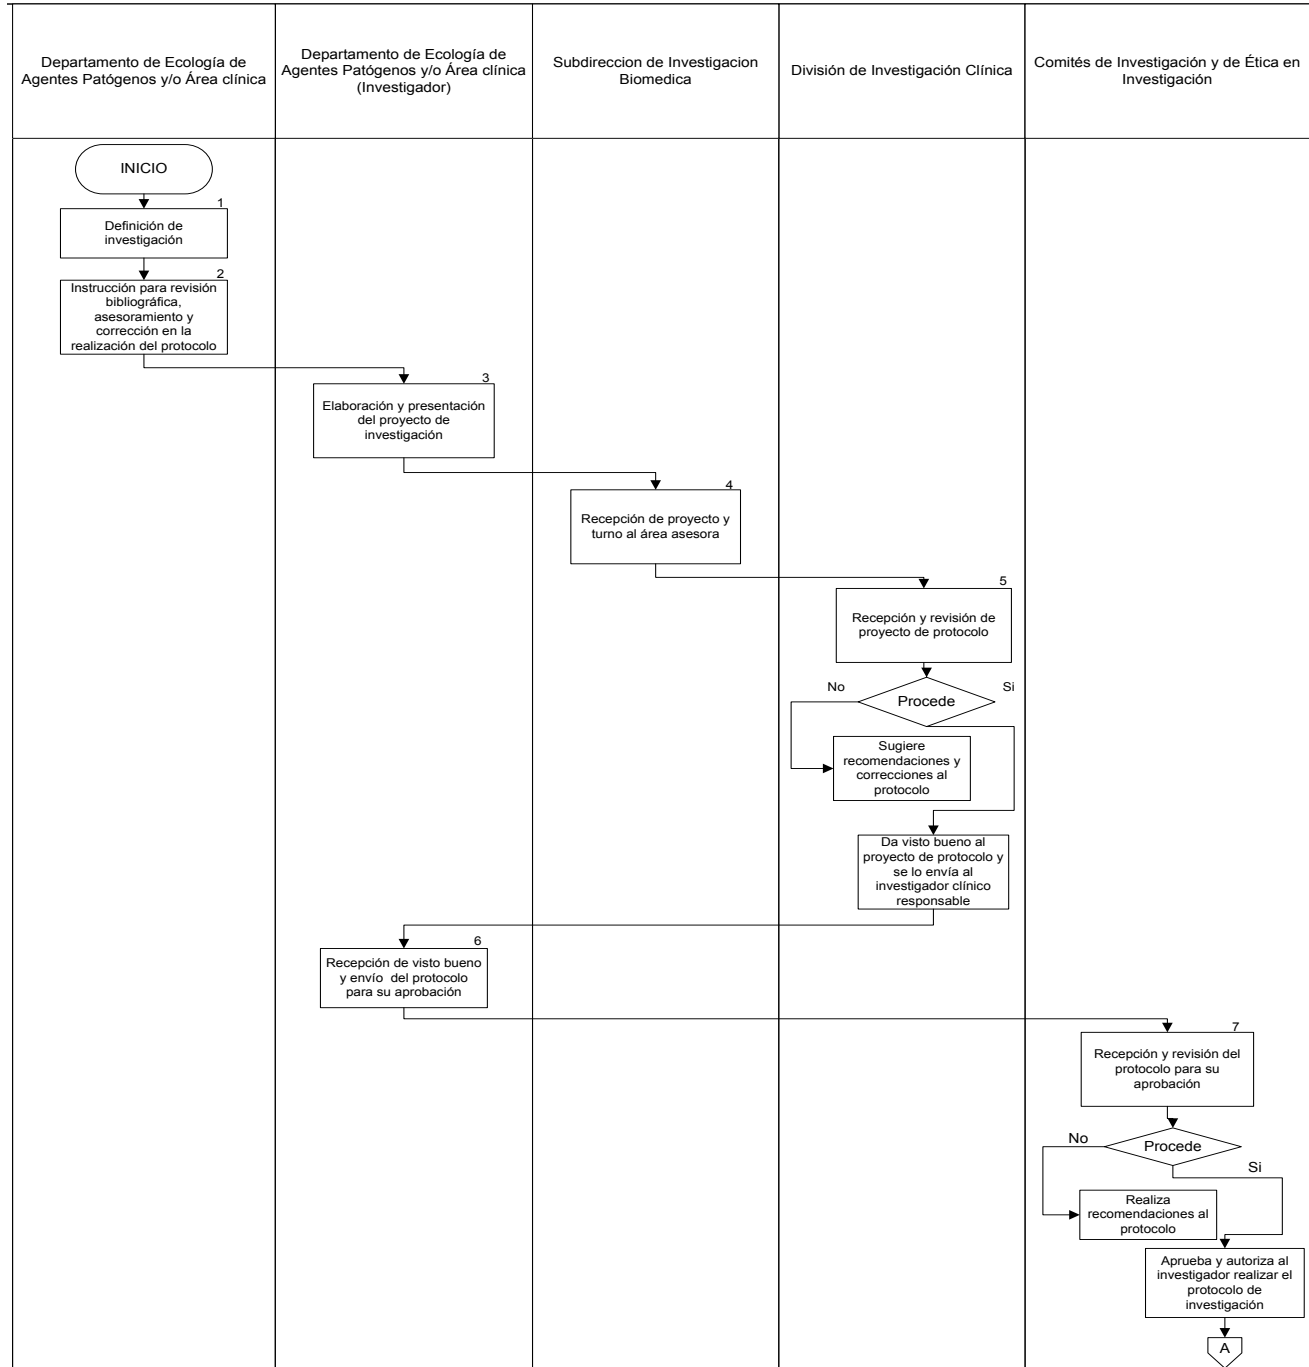 Departamento de Ecología de
Agentes Patógenos y/o Área clínica
Departamento de Ecología de
Agentes Patógenos y/o Área clínica
(Investigador)
Subdireccion de Investigacion
Biomedica
División de Investigación Clínica
Comités de Investigación y de Ética en
Investigación
INICIO
1
Definición de
investigación
2
Instrucción para revisión
bibliográfica,
asesoramiento y
corrección en la
realización del protocolo
3
Elaboración y presentación
del proyecto de
investigación
4
Recepción de proyecto y
turno al área asesora
5
Recepción y revisión de
proyecto de protocolo
No
Procede
Si
Sugiere
recomendaciones y
correcciones al
protocolo
Da visto bueno al
proyecto de protocolo y
se lo envía al
investigador clínico
responsable
6
Recepción de visto bueno
y envío del protocolo
para su aprobación
7
Recepción y revisión del
protocolo para su
aprobación
No
Procede
Si
Realiza
recomendaciones al
protocolo
Aprueba y autoriza al
investigador realizar el
protocolo de
investigación
A